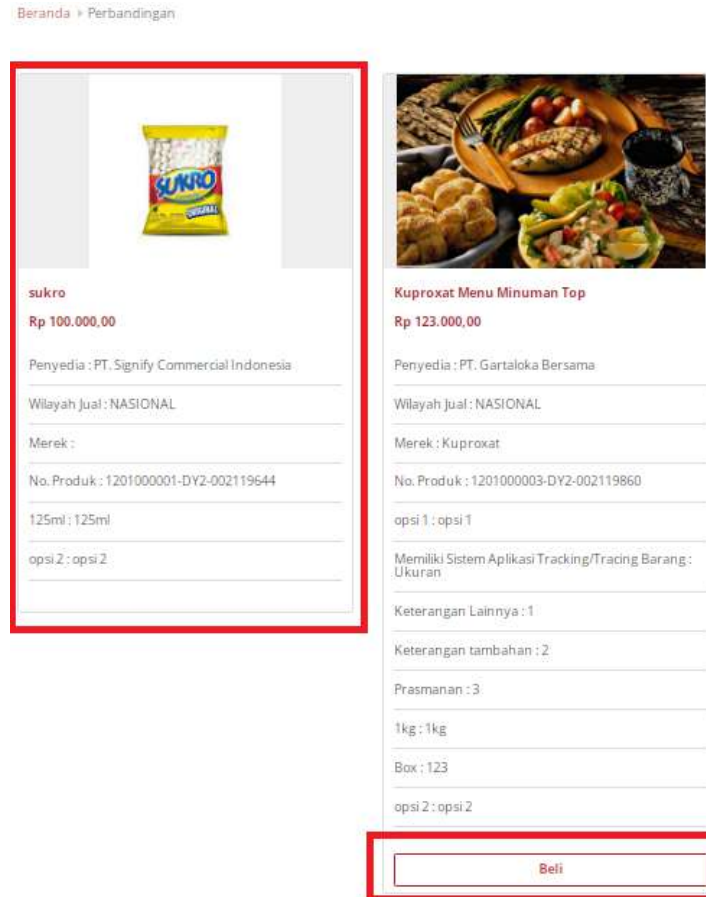 Beranda › Perbandingan
SUKRO
ORIGINAL
sukro
Rp 100.000,00
Penyedia : PT. Signify Commercial Indonesia
Wilayah Jual : NASIONAL
Merek :
No. Produk : 1201000001-DY2-002119644
125ml : 125ml
opsi 2 : opsi 2
Kuproxat Menu Minuman Top
Rp 123.000,00
Penyedia : PT. Gartaloka Bersama
Wilayah Jual : NASIONAL
Merek : Kuproxat
No. Produk : 1201000003-DY2-002119860
opsi 1 : opsi 1
Memiliki Sistem Aplikasi Tracking/Tracing Barang :
Ukuran
Keterangan Lainnya : 1
Keterangan tambahan : 2
Prasmanan : 3
1kg : 1kg
Box : 123
opsi 2 : opsi 2
Beli